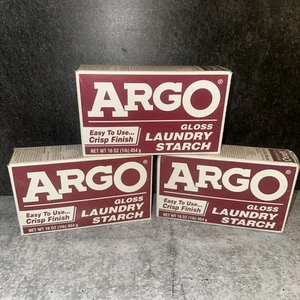 ARGO®
GLOSS
Easy To Use...
Crisp Finish
LAUNDRY
STARCH
NET WT 16 OZ (1lb) 454 g
ARGO®
GLOSS
Easy To Use...
Crisp Finish
LAUNDRY
STARCH
NET WT 16 OZ (1lb) 454 g
ARGO®
GLOSS
Easy To Use...
Crisp Finish
LAUNDRY
STARCH
NET WT 16 OZ (1lb) 454 g